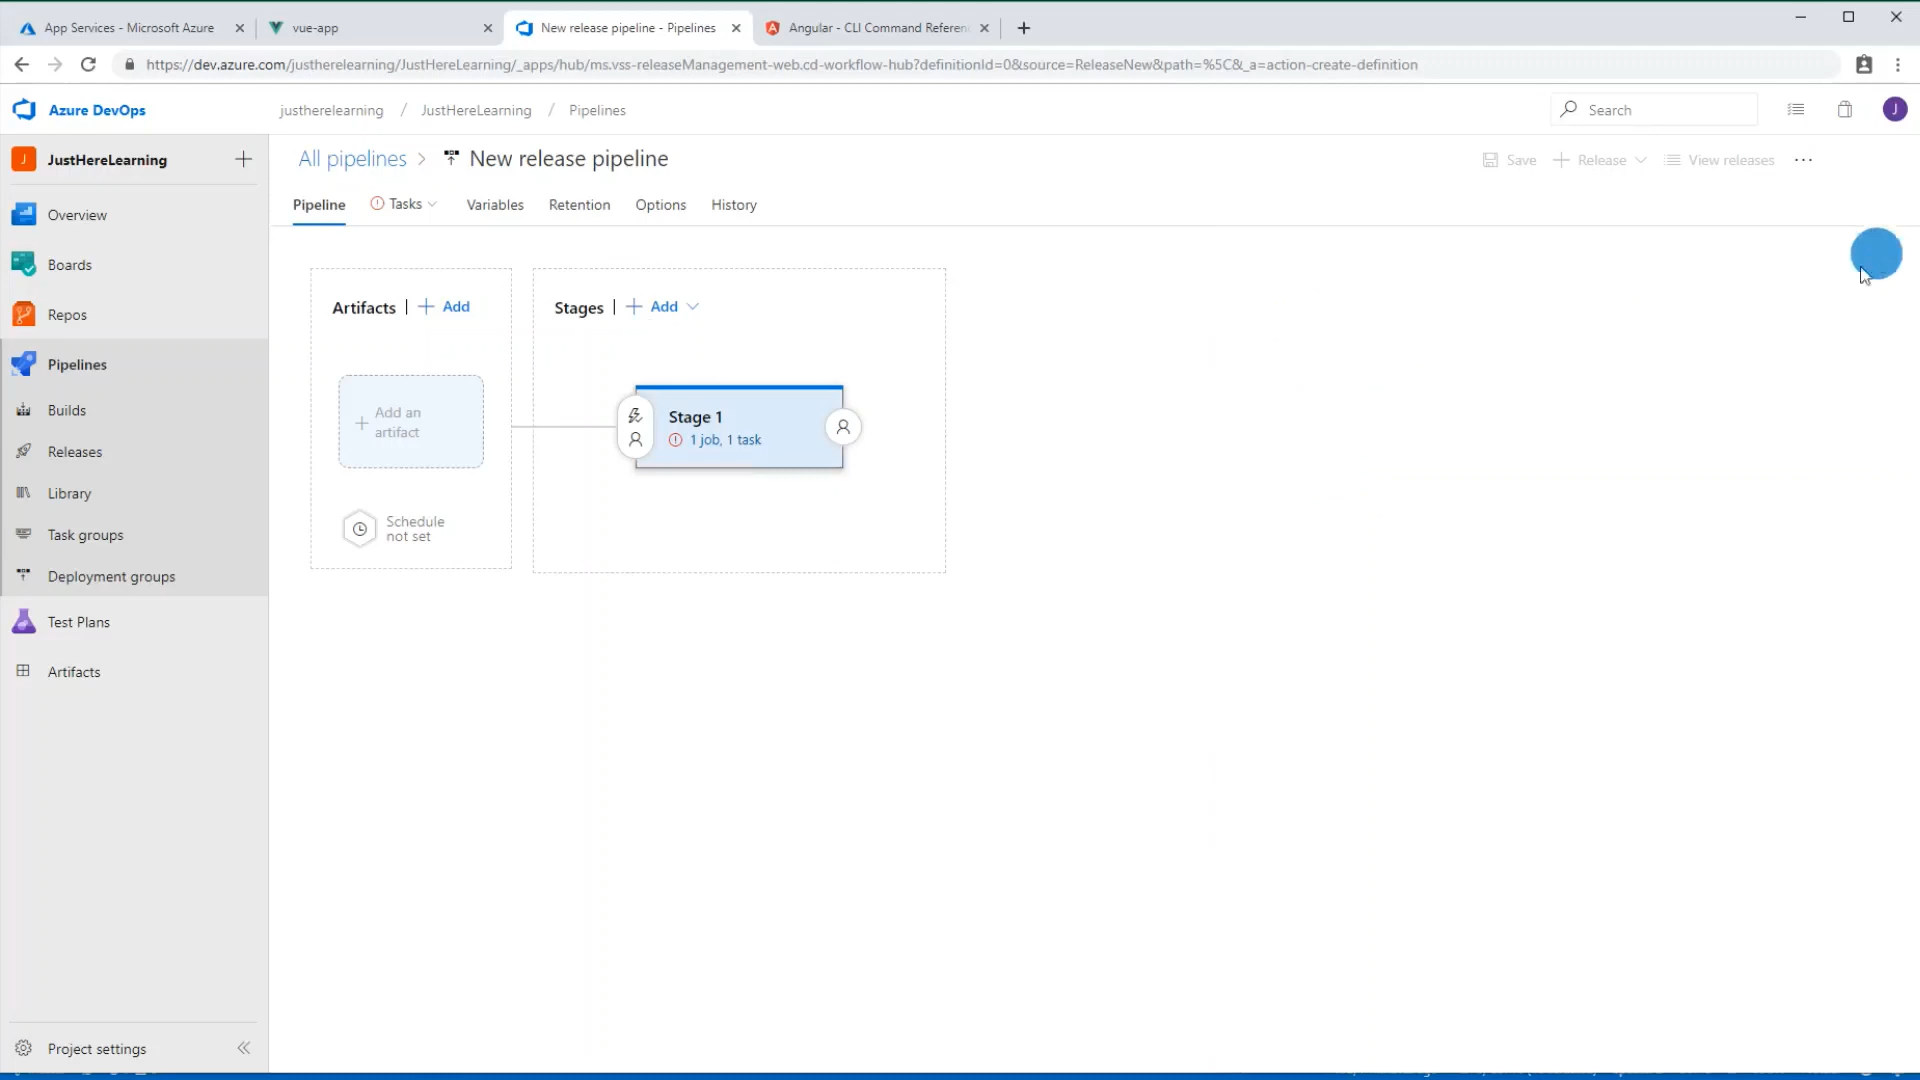 App Services - Microsoft Azure
vue-app
New release pipeline - Pipelines
Angular - CLI Command Referen
https://dev.azure.com/justherelearning/JustHereLearning/_apps/hub/ms.vss-releaseManagement-web.cd-workflow-hub?definitionId=0&source=ReleaseNew&path=%5C&_a=action-create-definition
Azure DevOps
justherelearning / JustHereLearning / Pipelines
Search
J
J JustHereLearning
All pipelines > New release pipeline
Save
Release
View releases
Pipeline
Tasks
Variables
Retention
Options
History
Overview
Boards
Repos
Pipelines
Builds
Releases
Library
Task groups
Deployment groups
Test Plans
Artifacts
Project settings
Artifacts | + Add
Add an
artifact
Schedule
not set
Stages | + Add
Stage 1
1 job, 1 task